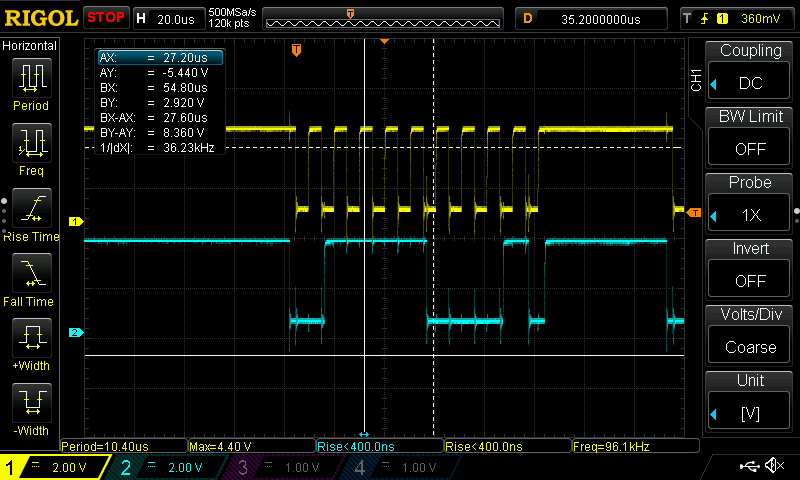 RIGOL STOP H 20.0us 500MSa/s 120k pts T D 35.2000000us T 1 360mV
Horizontal
Period
Freq
Rise Time
Fall Time
+Width
-Width
T
AX: = 27.20us
AY: = -5.440 V
BX: = 54.80us
BY: = 2.920 V
BX-AX: = 27.60us
BY-AY: = 8.360 V
1/|dX|: = 36.23kHz
1
T
2
CH1
Coupling
DC
BW Limit
OFF
Probe
1X
Invert
OFF
Volts/Div
Coarse
Unit
[V]
Period=10.40us Max=4.40 V Rise<400.0ns Rise<400.0ns Freq=96.1kHz
1 = 2.00 V 2 = 2.00 V 3 = 1.00 V 4 = 1.00 V